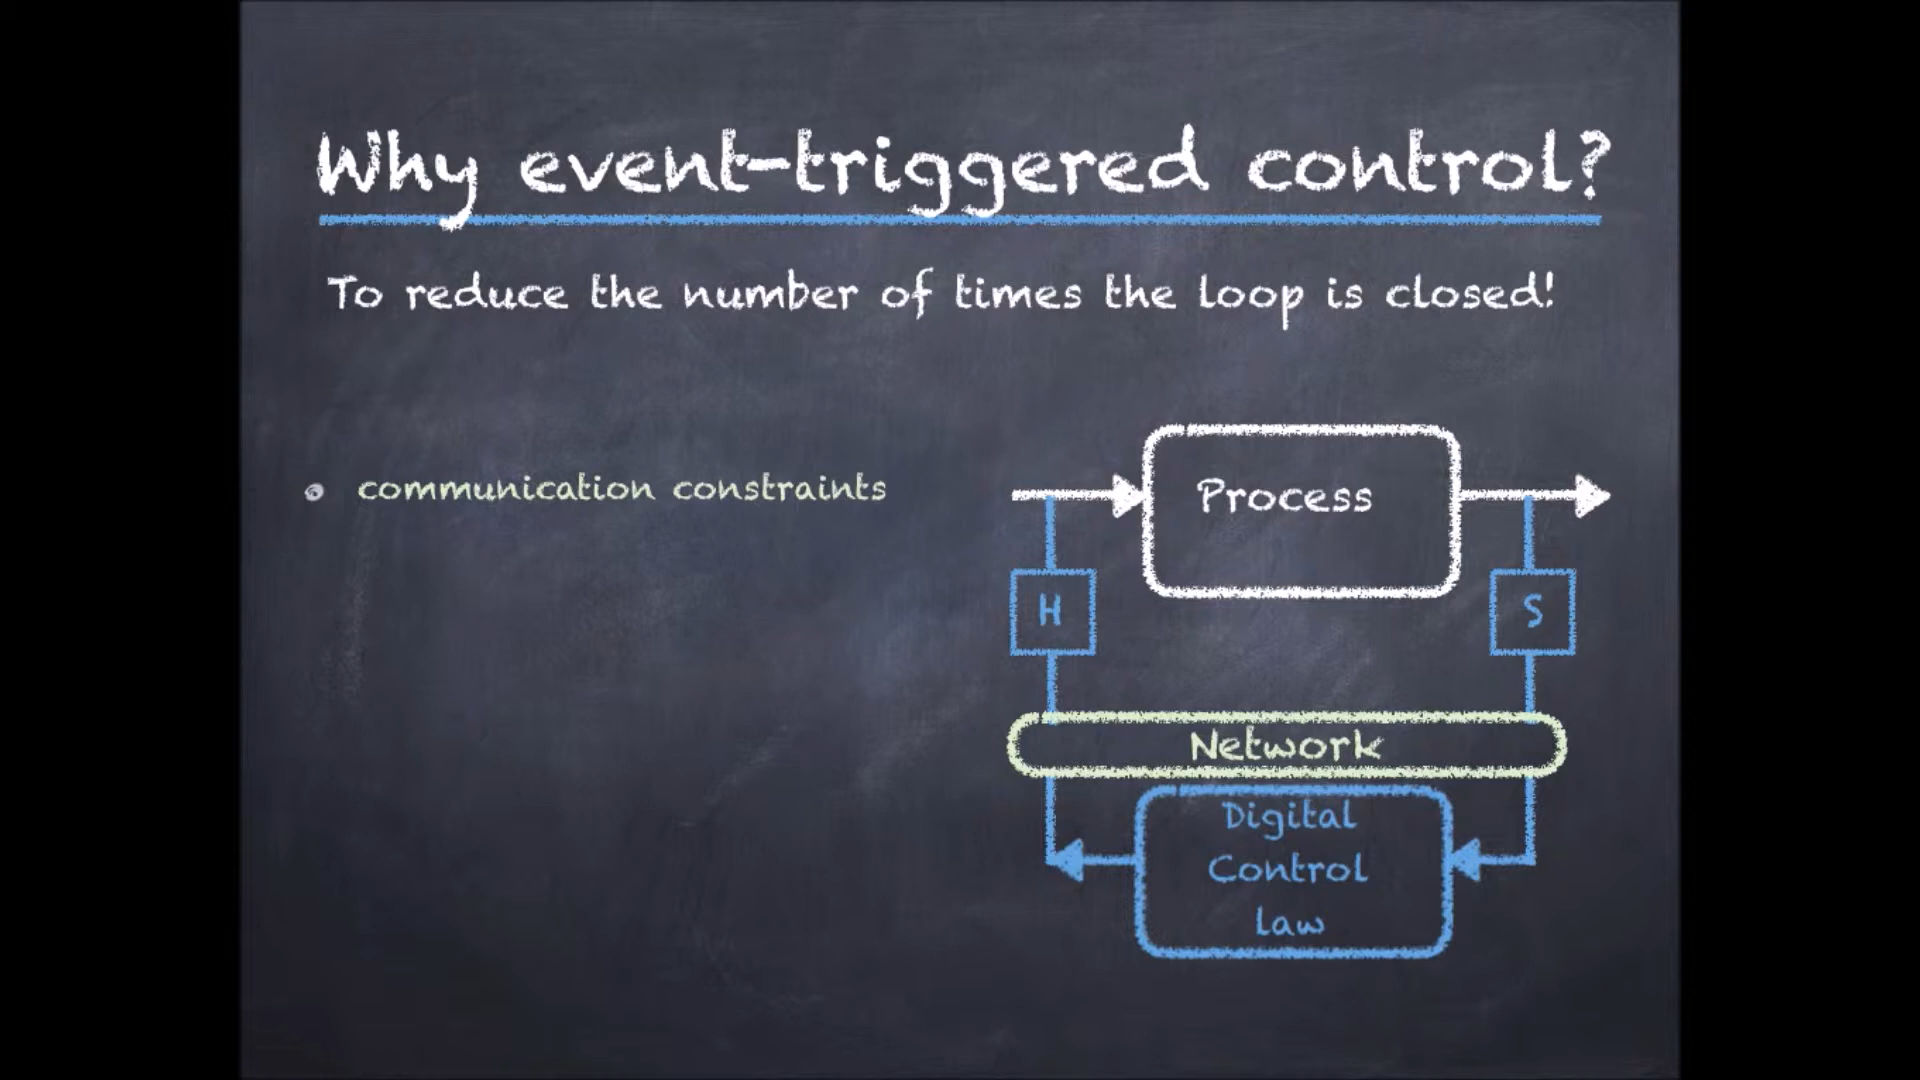 Why event-triggered control?
To reduce the number of times the loop is closed!
communication constraints
Process
H
S
Network
Digital
Control
law